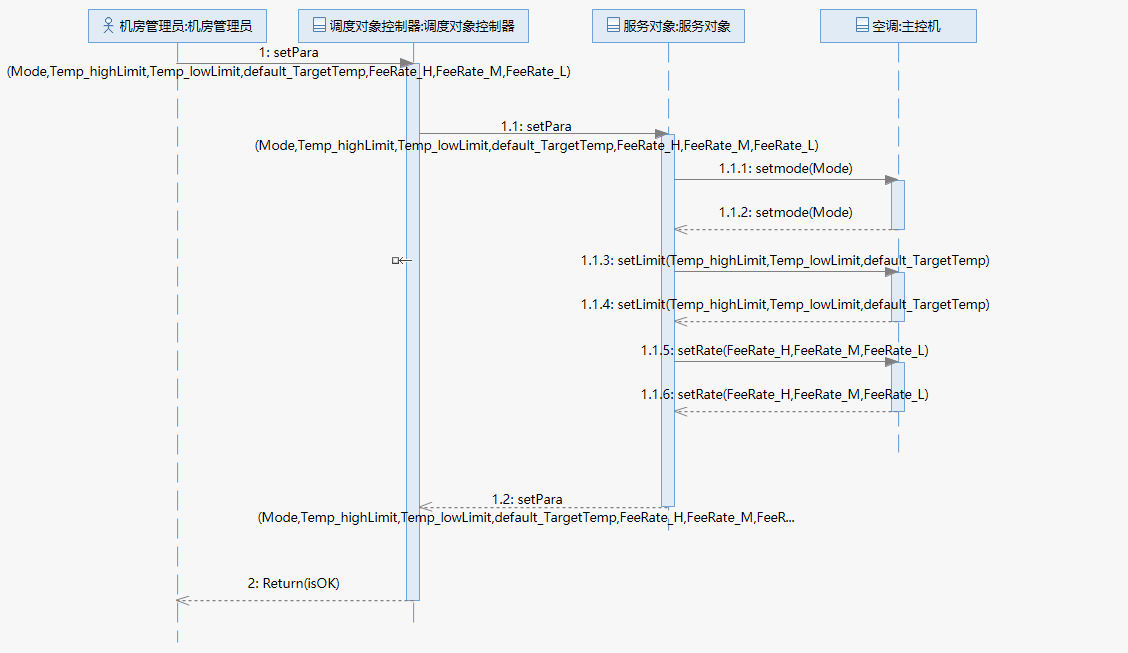 机房管理员:机房管理员
调度对象控制器:调度对象控制器
服务对象:服务对象
空调:主控机
1: setPara
(Mode,Temp_highLimit,Temp_lowLimit,default_TargetTemp,FeeRate_H,FeeRate_M,FeeRate_L)
1.1: setPara
(Mode,Temp_highLimit,Temp_lowLimit,default_TargetTemp,FeeRate_H,FeeRate_M,FeeRate_L)
1.1.1: setmode(Mode)
1.1.2: setmode(Mode)
1.1.3: setLimit(Temp_highLimit,Temp_lowLimit,default_TargetTemp)
1.1.4: setLimit(Temp_highLimit,Temp_lowLimit,default_TargetTemp)
1.1.5: setRate(FeeRate_H,FeeRate_M,FeeRate_L)
1.1.6: setRate(FeeRate_H,FeeRate_M,FeeRate_L)
1.2: setPara
(Mode,Temp_highLimit,Temp_lowLimit,default_TargetTemp,FeeRate_H,FeeRate_M,FeeR...
2: Return(isOK)